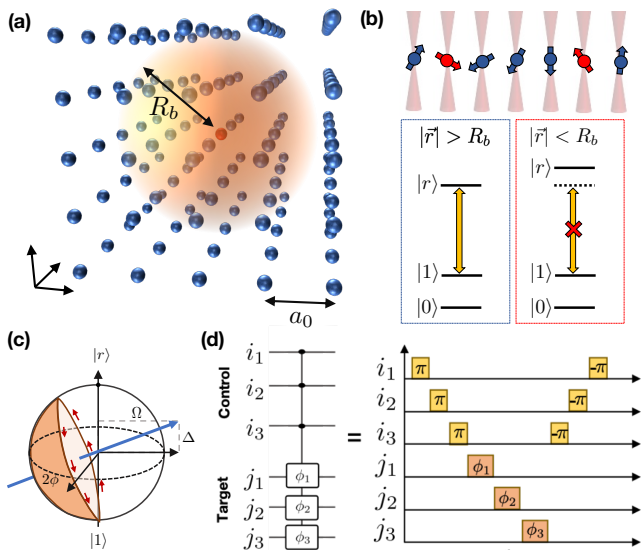 (a)
R_b
a_0
(b)
|r⃗| > R_b
|r⟩
|1⟩
|0⟩
|r⃗| < R_b
|r⟩
|1⟩
|0⟩
(c)
|r⟩
Ω
Δ
2ϕ
|1⟩
(d)
Control
i_1
i_2
i_3
Target
j_1 ϕ_1
j_2 ϕ_2
j_3 ϕ_3
=
i_1 π -π
i_2 π -π
i_3 π -π
j_1 ϕ_1
j_2 ϕ_2
j_3 ϕ_3